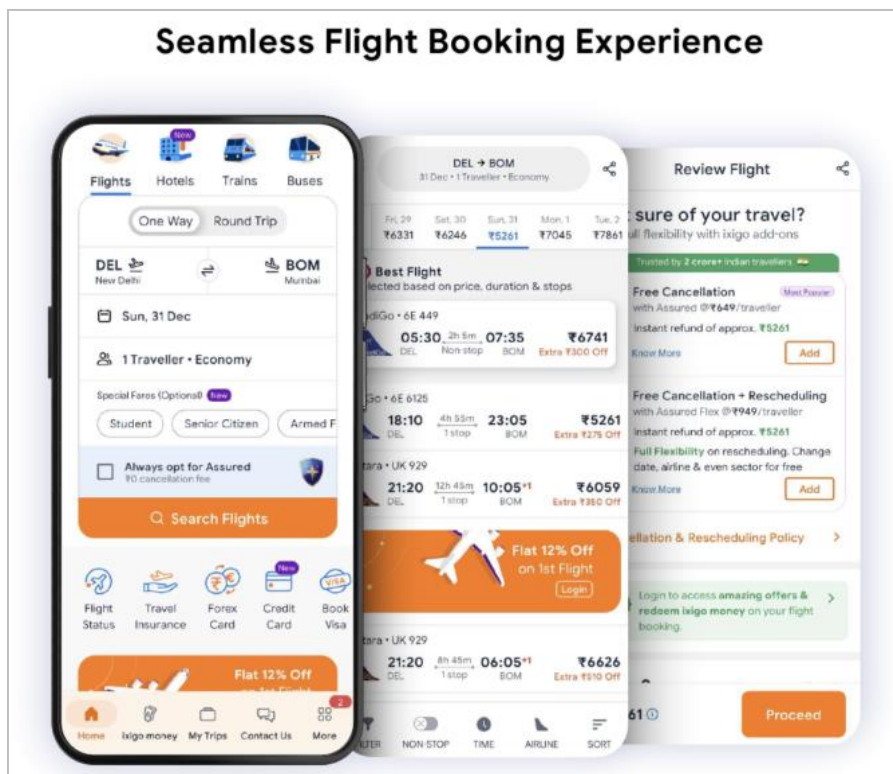 Seamless Flight Booking Experience
New
Flights Hotels Trains Buses
One Way Round Trip
DEL BOM
New Delhi Mumbai
Sun, 31 Dec
1 Traveller • Economy
Special Fares (Optional) New
Student Senior Citizen Armed F
Always opt for Assured
₹0 cancellation fee
Search Flights
New
Flight Travel Forex Credit Book
Status Insurance Card Card Visa
VISA
Flat 12% Off
on 1st Flight
2
Home ixigo money My Trips Contact Us More
DEL → BOM
31 Dec • 1 Traveller • Economy
Fri, 29 Sat, 30 Sun, 31 Mon, 1 Tue, 2
₹6331 ₹6246 ₹5261 ₹7045 ₹7861
Best Flight
lected based on price, duration & stops
diGo • 6E 449
05:30 2h 5m 07:35 ₹6741
DEL Non-stop BOM Extra ₹300 Off
Go • 6E 6125
18:10 4h 55m 23:05 ₹5261
DEL 1 stop BOM Extra ₹275 Off
tara • UK 929
21:20 12h 45m 10:05+1 ₹6059
DEL 1 stop BOM Extra ₹350 Off
Flat 12% Off
on 1st Flight
Login
tara • UK 929
21:20 8h 45m 06:05+1 ₹6626
DEL 1 stop BOM Extra ₹510 Off
LTER NON-STOP TIME AIRLINE SORT
Review Flight
sure of your travel?
ull flexibility with ixigo add-ons
Trusted by 2 crore+ Indian travellers
Free Cancellation Most Popular
with Assured @₹649/traveller
Instant refund of approx. ₹5261
Know More Add
Free Cancellation + Rescheduling
with Assured Flex @₹949/traveller
Instant refund of approx. ₹5261
Full Flexibility on rescheduling. Change
date, airline & even sector for free
Know More Add
ellation & Rescheduling Policy
Login to access amazing offers &
redeem ixigo money on your flight
booking.
61 Proceed